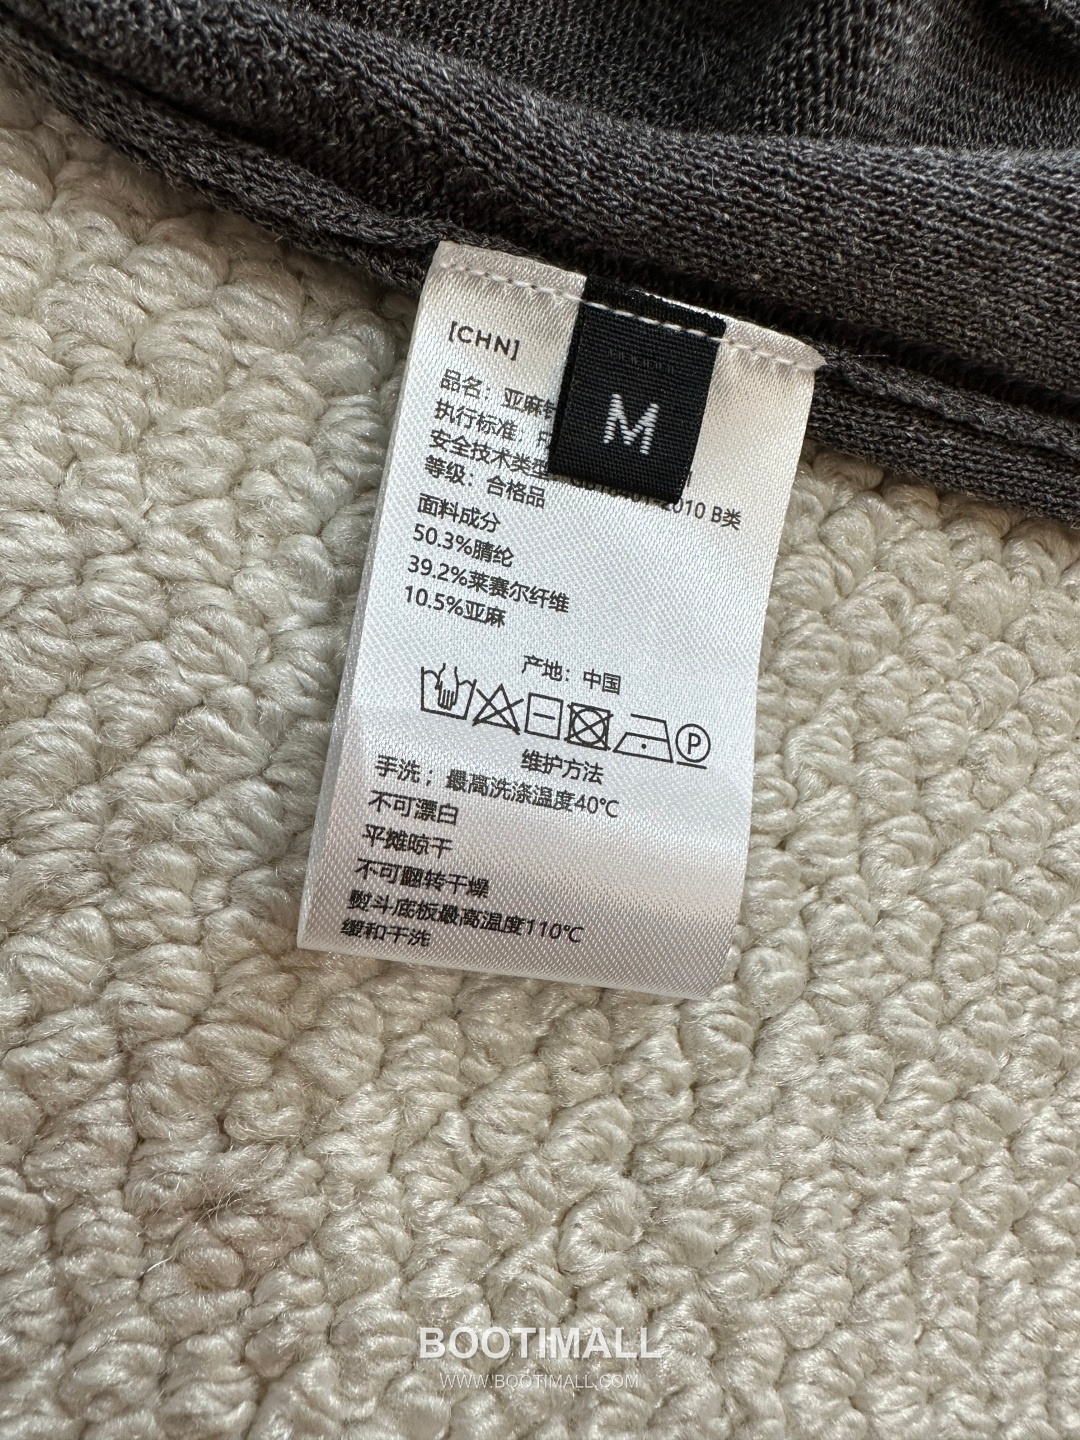 [CHN]
M
品名：亚麻
执行标准：
安全技术类型
2010 B类
等级：合格品
面料成分
50.3%腈纶
39.2%莱赛尔纤维
10.5%亚麻
产地：中国
P
维护方法
手洗；最高洗涤温度40℃
不可漂白
平摊晾干
不可翻转干燥
熨斗底板最高温度110℃
缓和干洗
BOOTIMALL
WWW.BOOTIMALL.COM